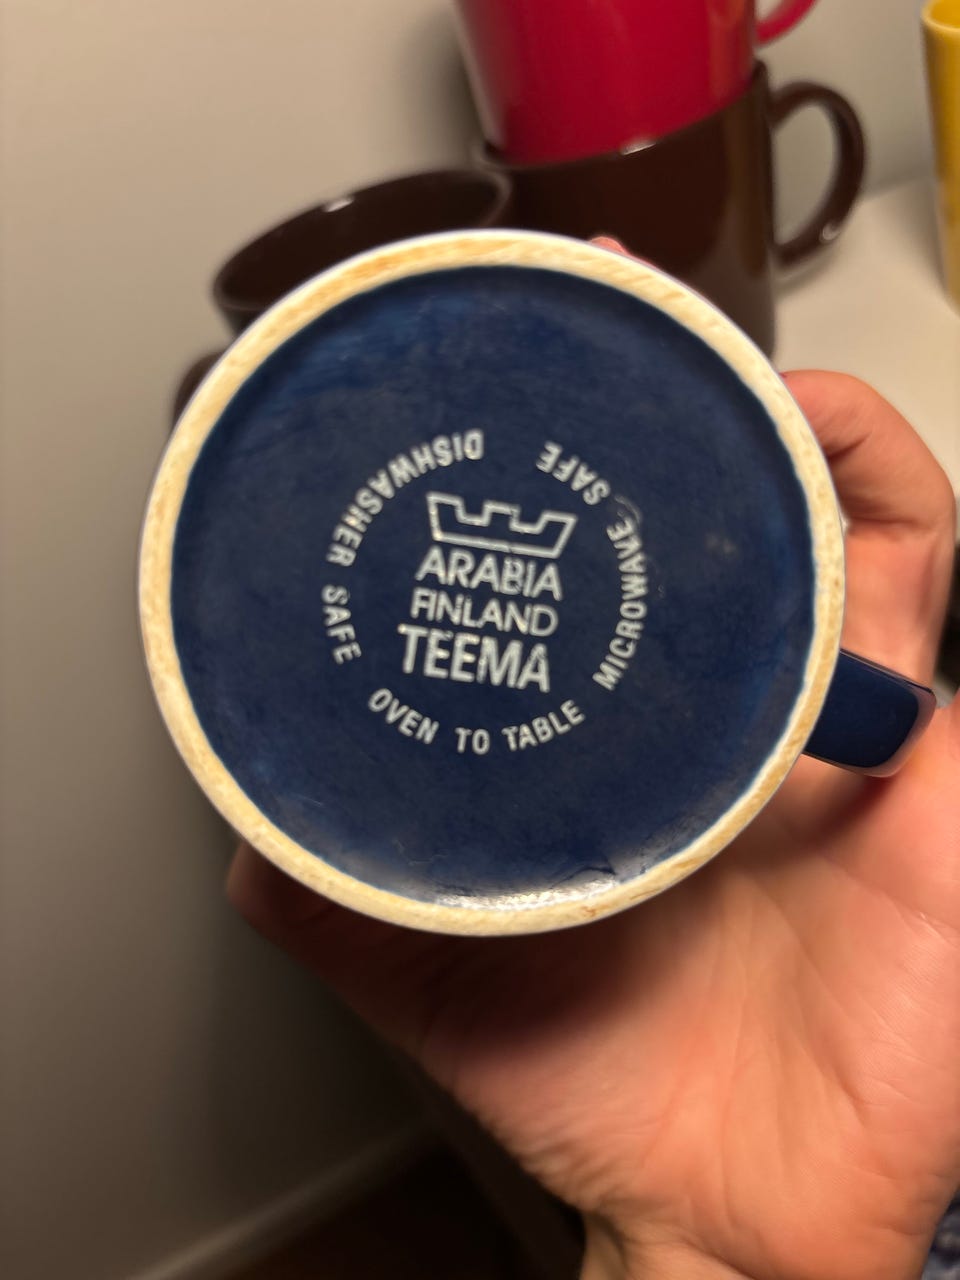 ARABIA
FINLAND
TEEMA
DISHWASHER SAFE
OVEN TO TABLE
MICROWAVE SAFE